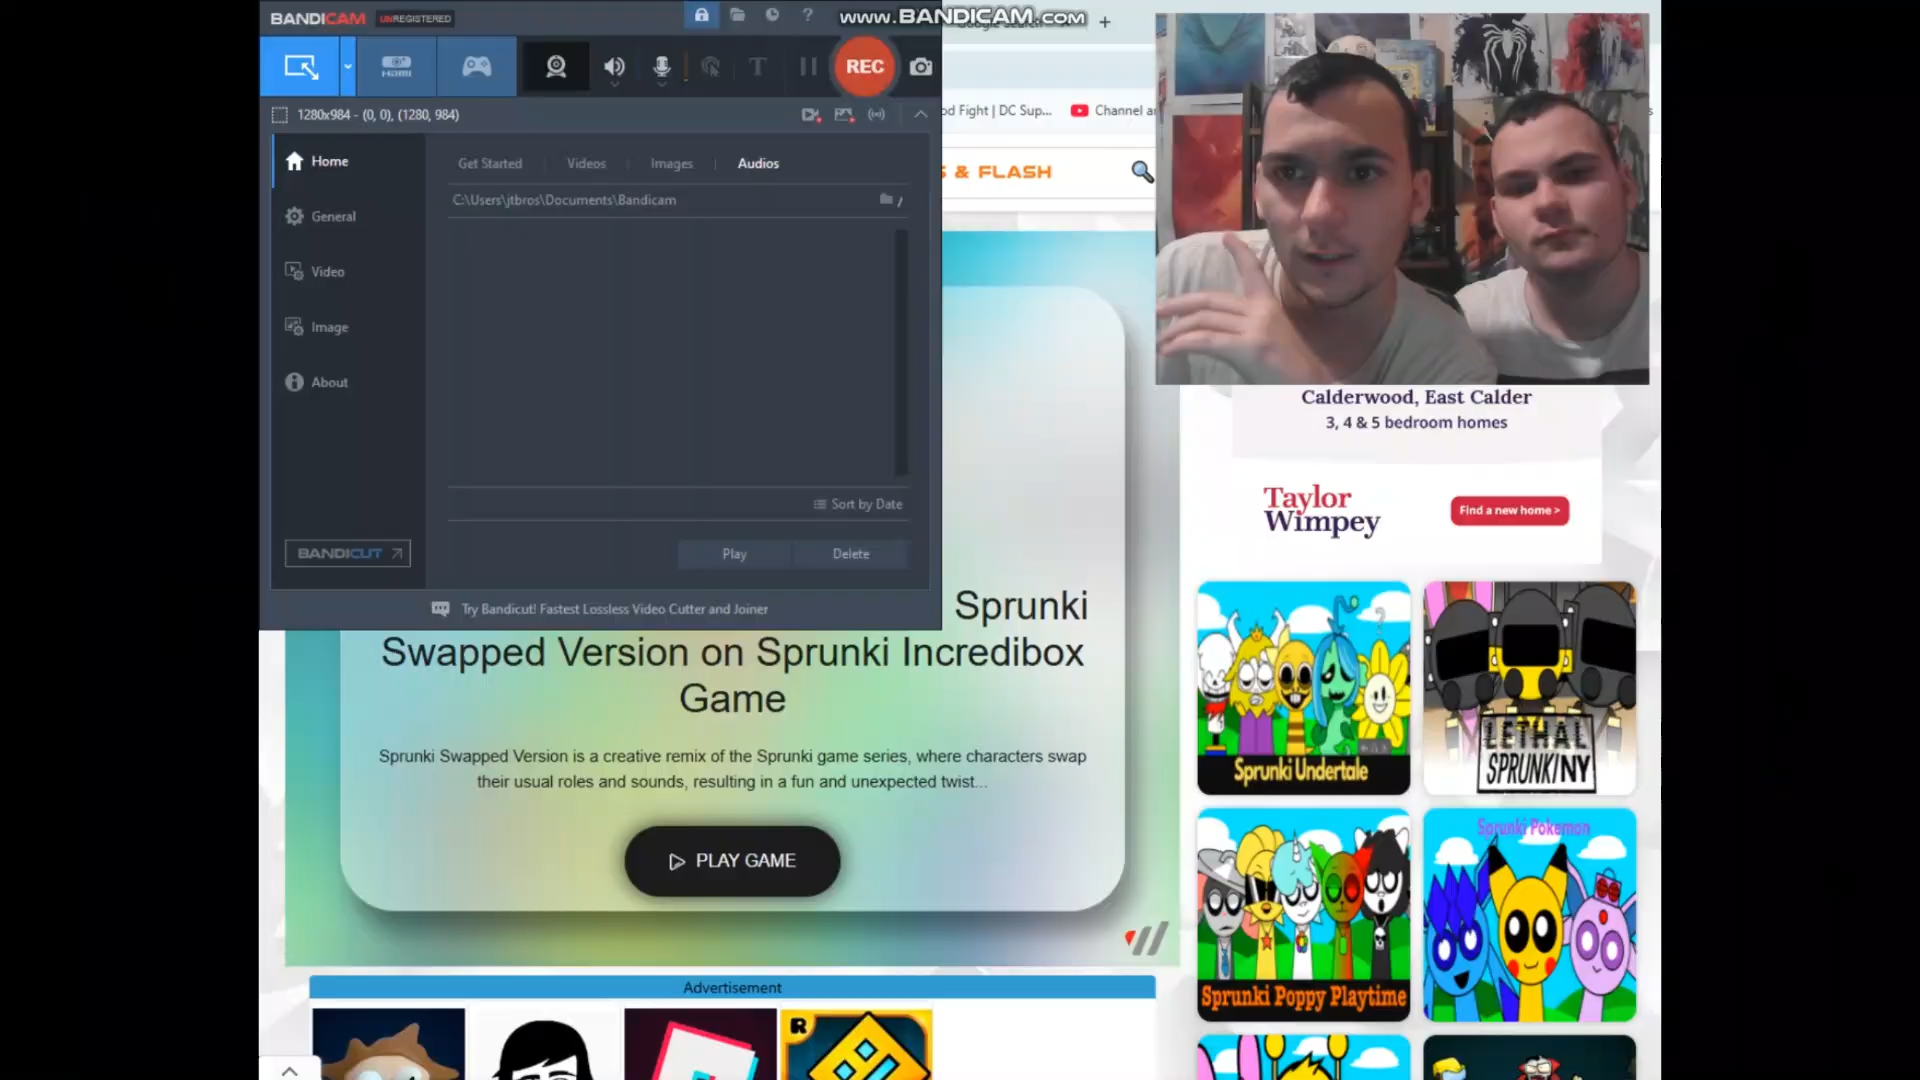 BANDICAM UNREGISTERED
www.BANDICAM.com
HDMI
REC
1280x984 - (0, 0), (1280, 984)
od Fight | DC Sup...
Channel a
Home
Get Started
Videos
Images
Audios
& FLASH
C:\Users\jtbros\Documents\Bandicam
General
Video
Image
About
Calderwood, East Calder
3, 4 & 5 bedroom homes
Taylor
Wimpey
Find a new home >
Sort by Date
BANDICUT
Play
Delete
Try Bandicut! Fastest Lossless Video Cutter and Joiner
Sprunki
Swapped Version on Sprunki Incredibox
Game
Sprunki Swapped Version is a creative remix of the Sprunki game series, where characters swap
their usual roles and sounds, resulting in a fun and unexpected twist...
PLAY GAME
Sprunki Undertale
LETHAL
SPRUNKINY
Sprunki Poppy Playtime
Sprunki Pokemon
Advertisement
R